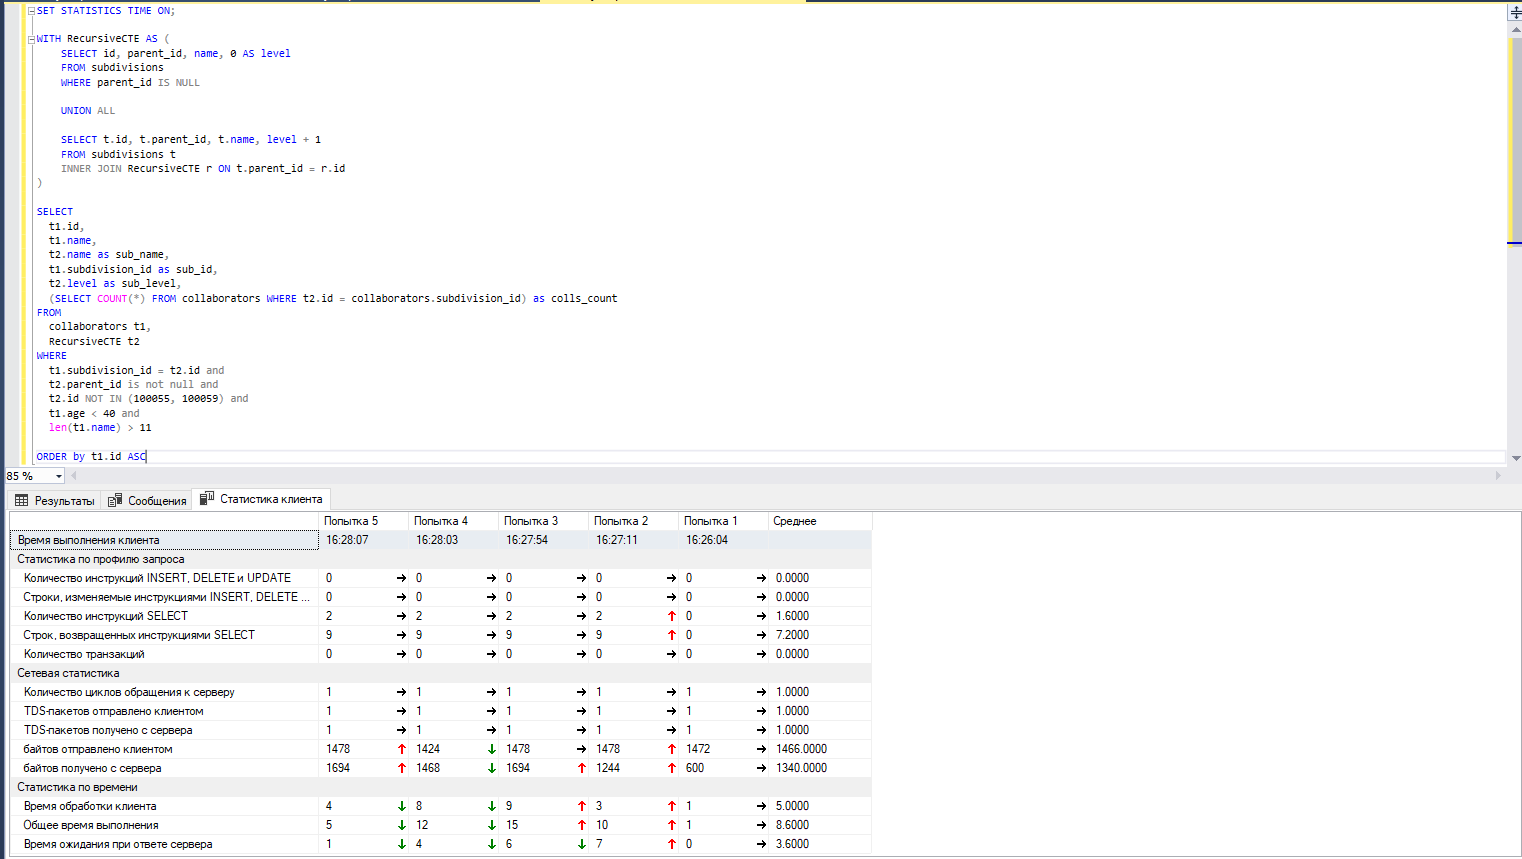 SET STATISTICS TIME ON;
WITH RecursiveCTE AS (
SELECT id, parent_id, name, 0 AS level
FROM subdivisions
WHERE parent_id IS NULL
UNION ALL
SELECT t.id, t.parent_id, t.name, level + 1
FROM subdivisions t
INNER JOIN RecursiveCTE r ON t.parent_id = r.id
)
SELECT
t1.id,
t1.name,
t2.name as sub_name,
t1.subdivision_id as sub_id,
t2.level as sub_level,
(SELECT COUNT(*) FROM collaborators WHERE t2.id = collaborators.subdivision_id) as colls_count
FROM
collaborators t1,
RecursiveCTE t2
WHERE
t1.subdivision_id = t2.id and
t2.parent_id is not null and
t2.id NOT IN (100055, 100059) and
t1.age < 40 and
len(t1.name) > 11
ORDER by t1.id ASC
85 %
Результаты Сообщения Статистика клиента
Попытка 5 Попытка 4 Попытка 3 Попытка 2 Попытка 1 Среднее
Время выполнения клиента 16:28:07 16:28:03 16:27:54 16:27:11 16:26:04
Статистика по профилю запроса
Количество инструкций INSERT, DELETE и UPDATE 0 → 0 → 0 → 0 → 0 → 0.0000
Строки, изменяемые инструкциями INSERT, DELETE ... 0 → 0 → 0 → 0 → 0 → 0.0000
Количество инструкций SELECT 2 → 2 → 2 → 2 ↑ 0 → 1.6000
Строк, возвращенных инструкциями SELECT 9 → 9 → 9 → 9 ↑ 0 → 7.2000
Количество транзакций 0 → 0 → 0 → 0 → 0 → 0.0000
Сетевая статистика
Количество циклов обращения к серверу 1 → 1 → 1 → 1 → 1 → 1.0000
TDS-пакетов отправлено клиентом 1 → 1 → 1 → 1 → 1 → 1.0000
TDS-пакетов получено с сервера 1 → 1 → 1 → 1 → 1 → 1.0000
байтов отправлено клиентом 1478 ↑ 1424 ↓ 1478 → 1478 ↑ 1472 → 1466.0000
байтов получено с сервера 1694 ↑ 1468 ↓ 1694 ↑ 1244 ↑ 600 → 1340.0000
Статистика по времени
Время обработки клиента 4 ↓ 8 ↓ 9 ↑ 3 ↑ 1 → 5.0000
Общее время выполнения 5 ↓ 12 ↓ 15 ↑ 10 ↑ 1 → 8.6000
Время ожидания при ответе сервера 1 ↓ 4 ↓ 6 ↓ 7 ↑ 0 → 3.6000